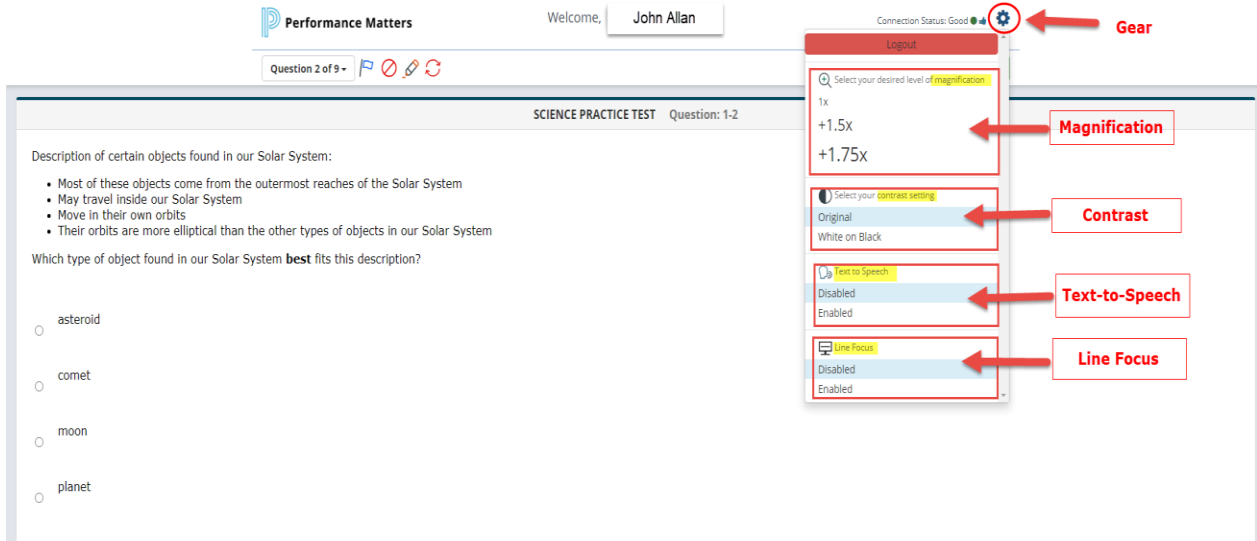 Performance Matters
Welcome, John Allan
Connection Status: Good
Gear
Logout
Question 2 of 9
Select your desired level of magnification
1x
+1.5x
+1.75x
Magnification
SCIENCE PRACTICE TEST Question: 1-2
Description of certain objects found in our Solar System:
• Most of these objects come from the outermost reaches of the Solar System
• May travel inside our Solar System
• Move in their own orbits
• Their orbits are more elliptical than the other types of objects in our Solar System
Which type of object found in our Solar System best fits this description?
asteroid
comet
moon
planet
Select your contrast setting
Original
White on Black
Contrast
Text to Speech
Disabled
Enabled
Text-to-Speech
Line Focus
Disabled
Enabled
Line Focus